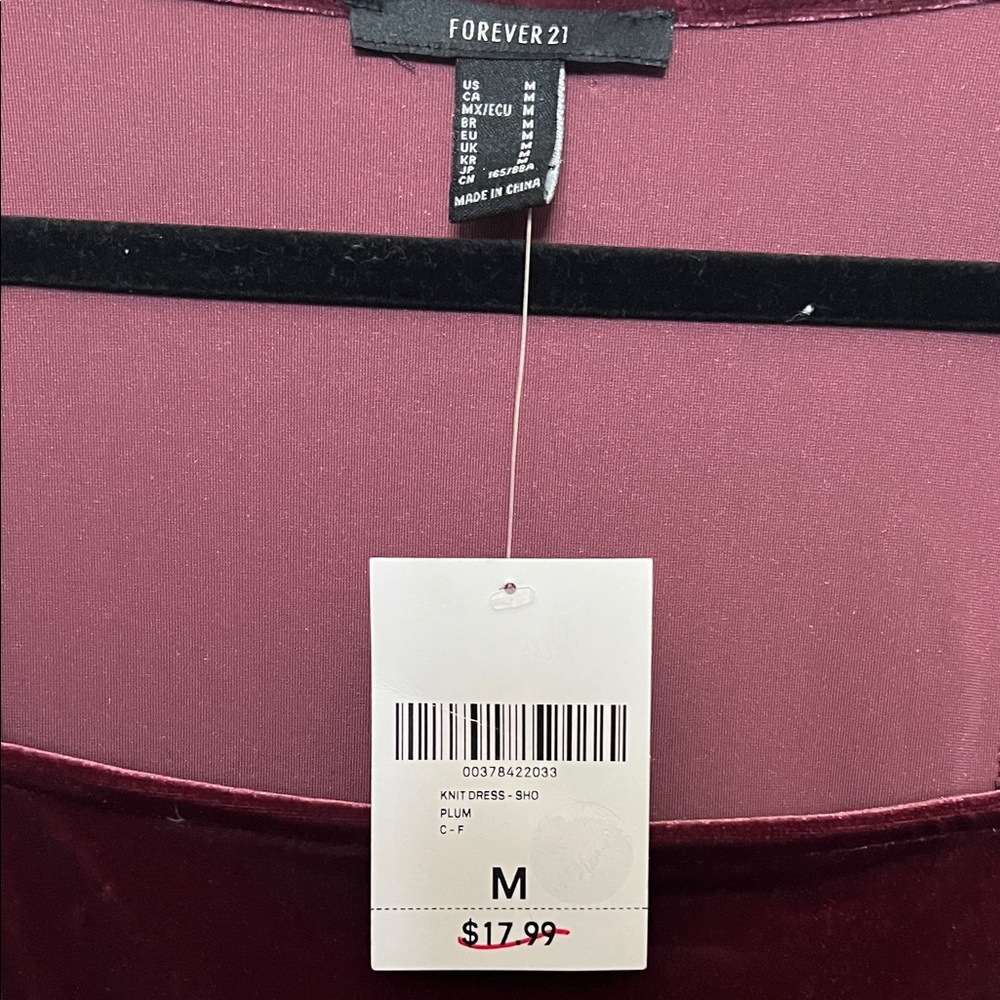 FOREVER 21
US M
CA M
MX/ECU M
BR M
EU M
UK M
KR M
JP M
CN 165/88A
MADE IN CHINA
00378422033
KNIT DRESS - SHO
PLUM
C - F
M
$17.99